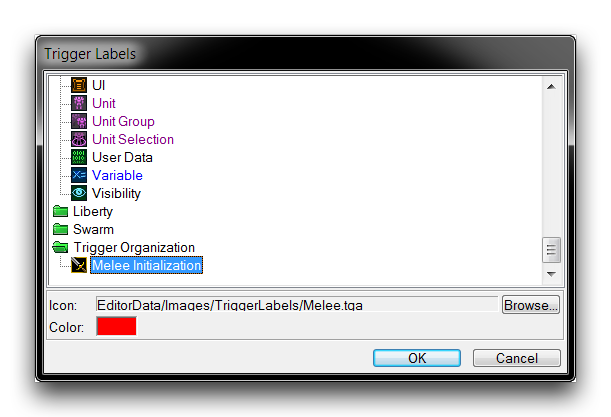 Trigger Labels
UI
Unit
Unit Group
Unit Selection
User Data
Variable
Visibility
Liberty
Swarm
Trigger Organization
Melee Initialization
Icon: EditorData/Images/TriggerLabels/Melee.tga Browse...
Color:
OK Cancel